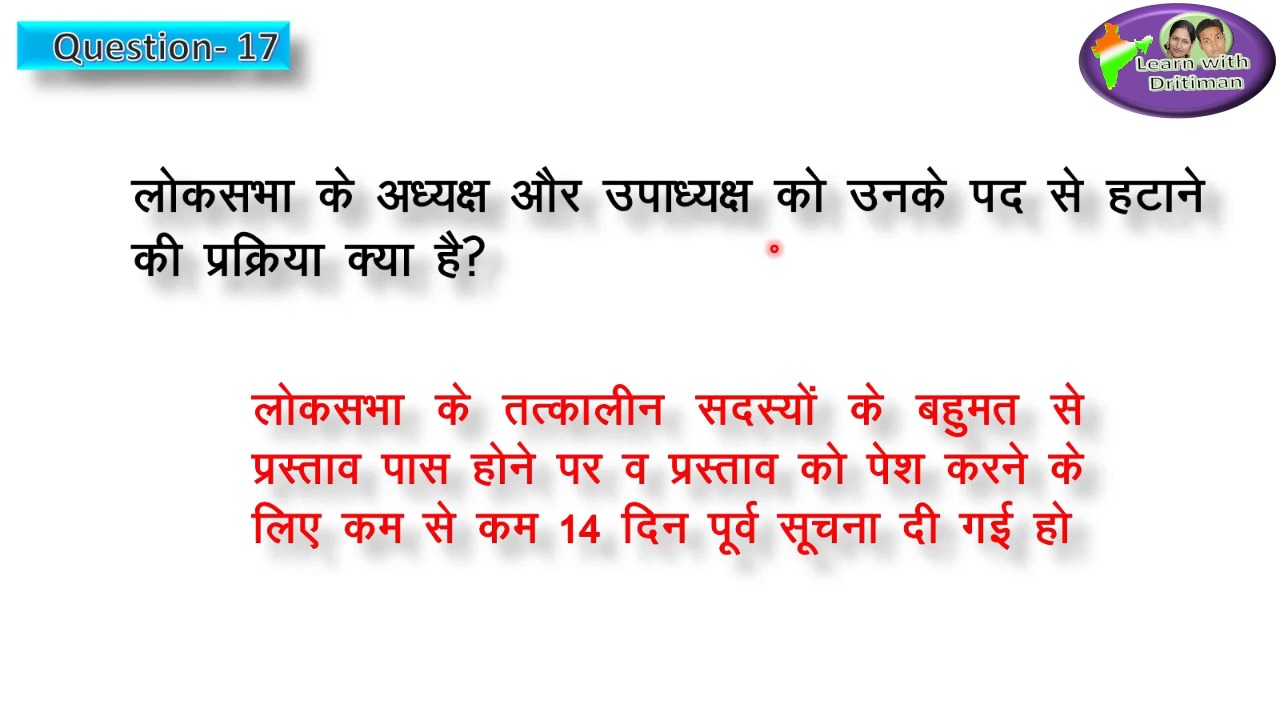 Question- 17
Learn with
Dritiman
लोकसभा के अध्यक्ष और उपाध्यक्ष को उनके पद से हटाने
की प्रक्रिया क्या है?
लोकसभा के तत्कालीन सदस्यों के बहुमत से
प्रस्ताव पास होने पर व प्रस्ताव को पेश करने के
लिए कम से कम 14 दिन पूर्व सूचना दी गई हो